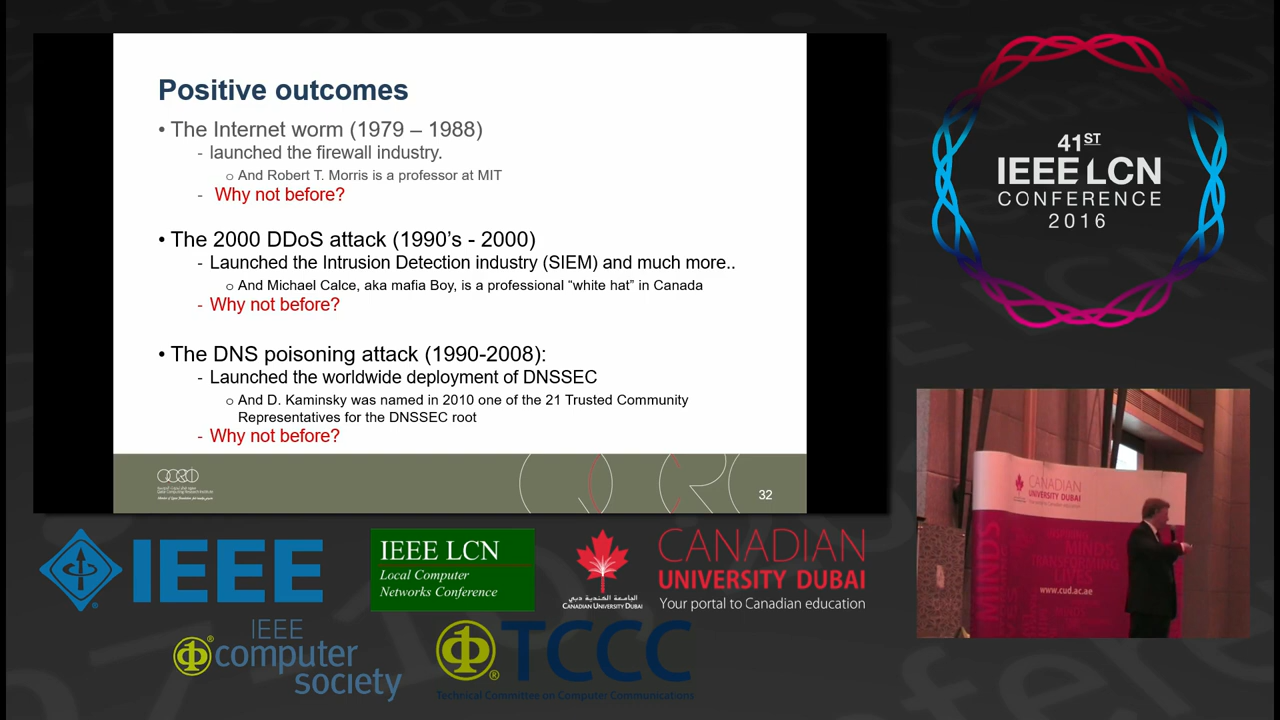 Positive outcomes
• The Internet worm (1979 – 1988)
- launched the firewall industry.
o And Robert T. Morris is a professor at MIT
- Why not before?
• The 2000 DDoS attack (1990's - 2000)
- Launched the Intrusion Detection industry (SIEM) and much more..
o And Michael Calce, aka mafia Boy, is a professional “white hat” in Canada
- Why not before?
• The DNS poisoning attack (1990-2008):
- Launched the worldwide deployment of DNSSEC
o And D. Kaminsky was named in 2010 one of the 21 Trusted Community
Representatives for the DNSSEC root
- Why not before?
32
41ST
IEEE LCN
CONFERENCE
2016
CANADIAN
UNIVERSITY DUBAI
MINDS
MINDS
www.cud.ac.ae
IEEE
IEEE LCN
Local Computer
Networks Conference
الجامعة الكندية دبي
CANADIAN UNIVERSITY DUBAI
CANADIAN
UNIVERSITY DUBAI
Your portal to Canadian education
IEEE
computer
society
TCCC
Technical Committee on Computer Communications